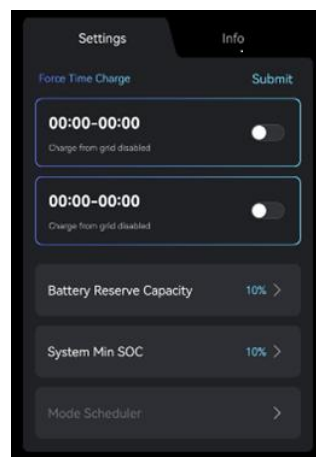 Settings
Info
Force Time Charge
Submit
00:00-00:00
Charge from grid disabled
00:00-00:00
Charge from grid disabled
Battery Reserve Capacity
10%
System Min SOC
10%
Mode Scheduler